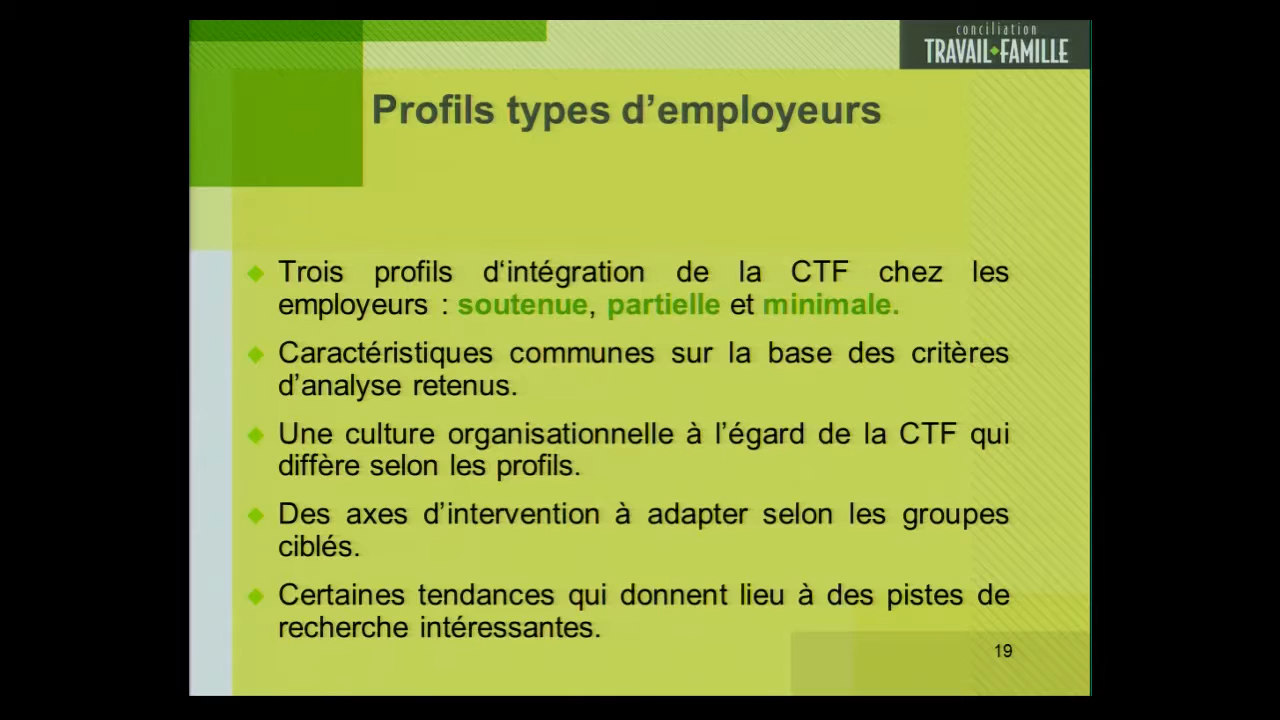 conciliation
TRAVAIL FAMILLE
Profils types d’employeurs
Trois profils d‘intégration de la CTF chez les
employeurs : soutenue, partielle et minimale.
Caractéristiques communes sur la base des critères
d’analyse retenus.
Une culture organisationnelle à l’égard de la CTF qui
diffère selon les profils.
Des axes d’intervention à adapter selon les groupes
ciblés.
Certaines tendances qui donnent lieu à des pistes de
recherche intéressantes.
19